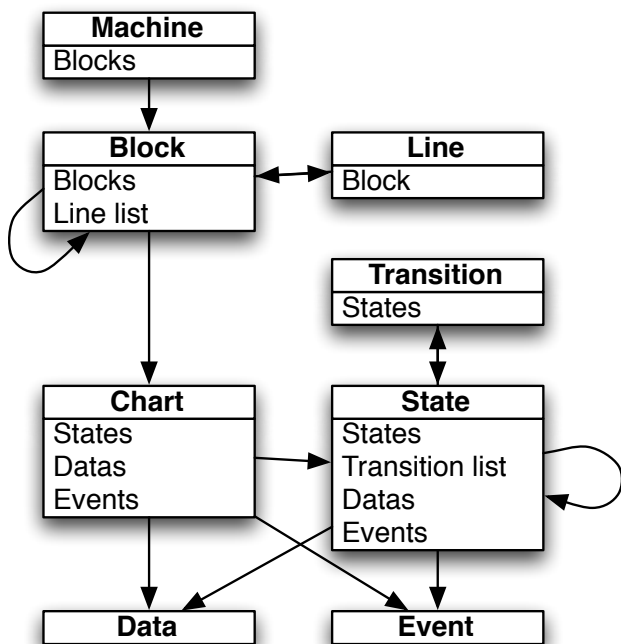 Machine
Blocks
Block
Blocks
Line list
Line
Block
Transition
States
Chart
States
Datas
Events
State
States
Transition list
Datas
Events
Data
Event